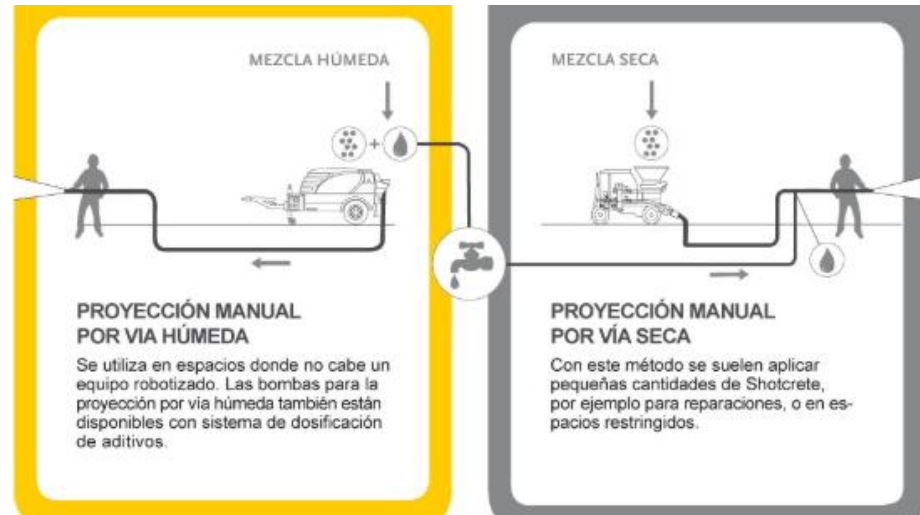 MEZCLA HÚMEDA
+
PROYECCIÓN MANUAL
POR VIA HÚMEDA
Se utiliza en espacios donde no cabe un
equipo robotizado. Las bombas para la
proyección por vía húmeda también están
disponibles con sistema de dosificación
de aditivos.
MEZCLA SECA
PROYECCIÓN MANUAL
POR VÍA SECA
Con este método se suelen aplicar
pequeñas cantidades de Shotcrete,
por ejemplo para reparaciones, o en es-
pacios restringidos.